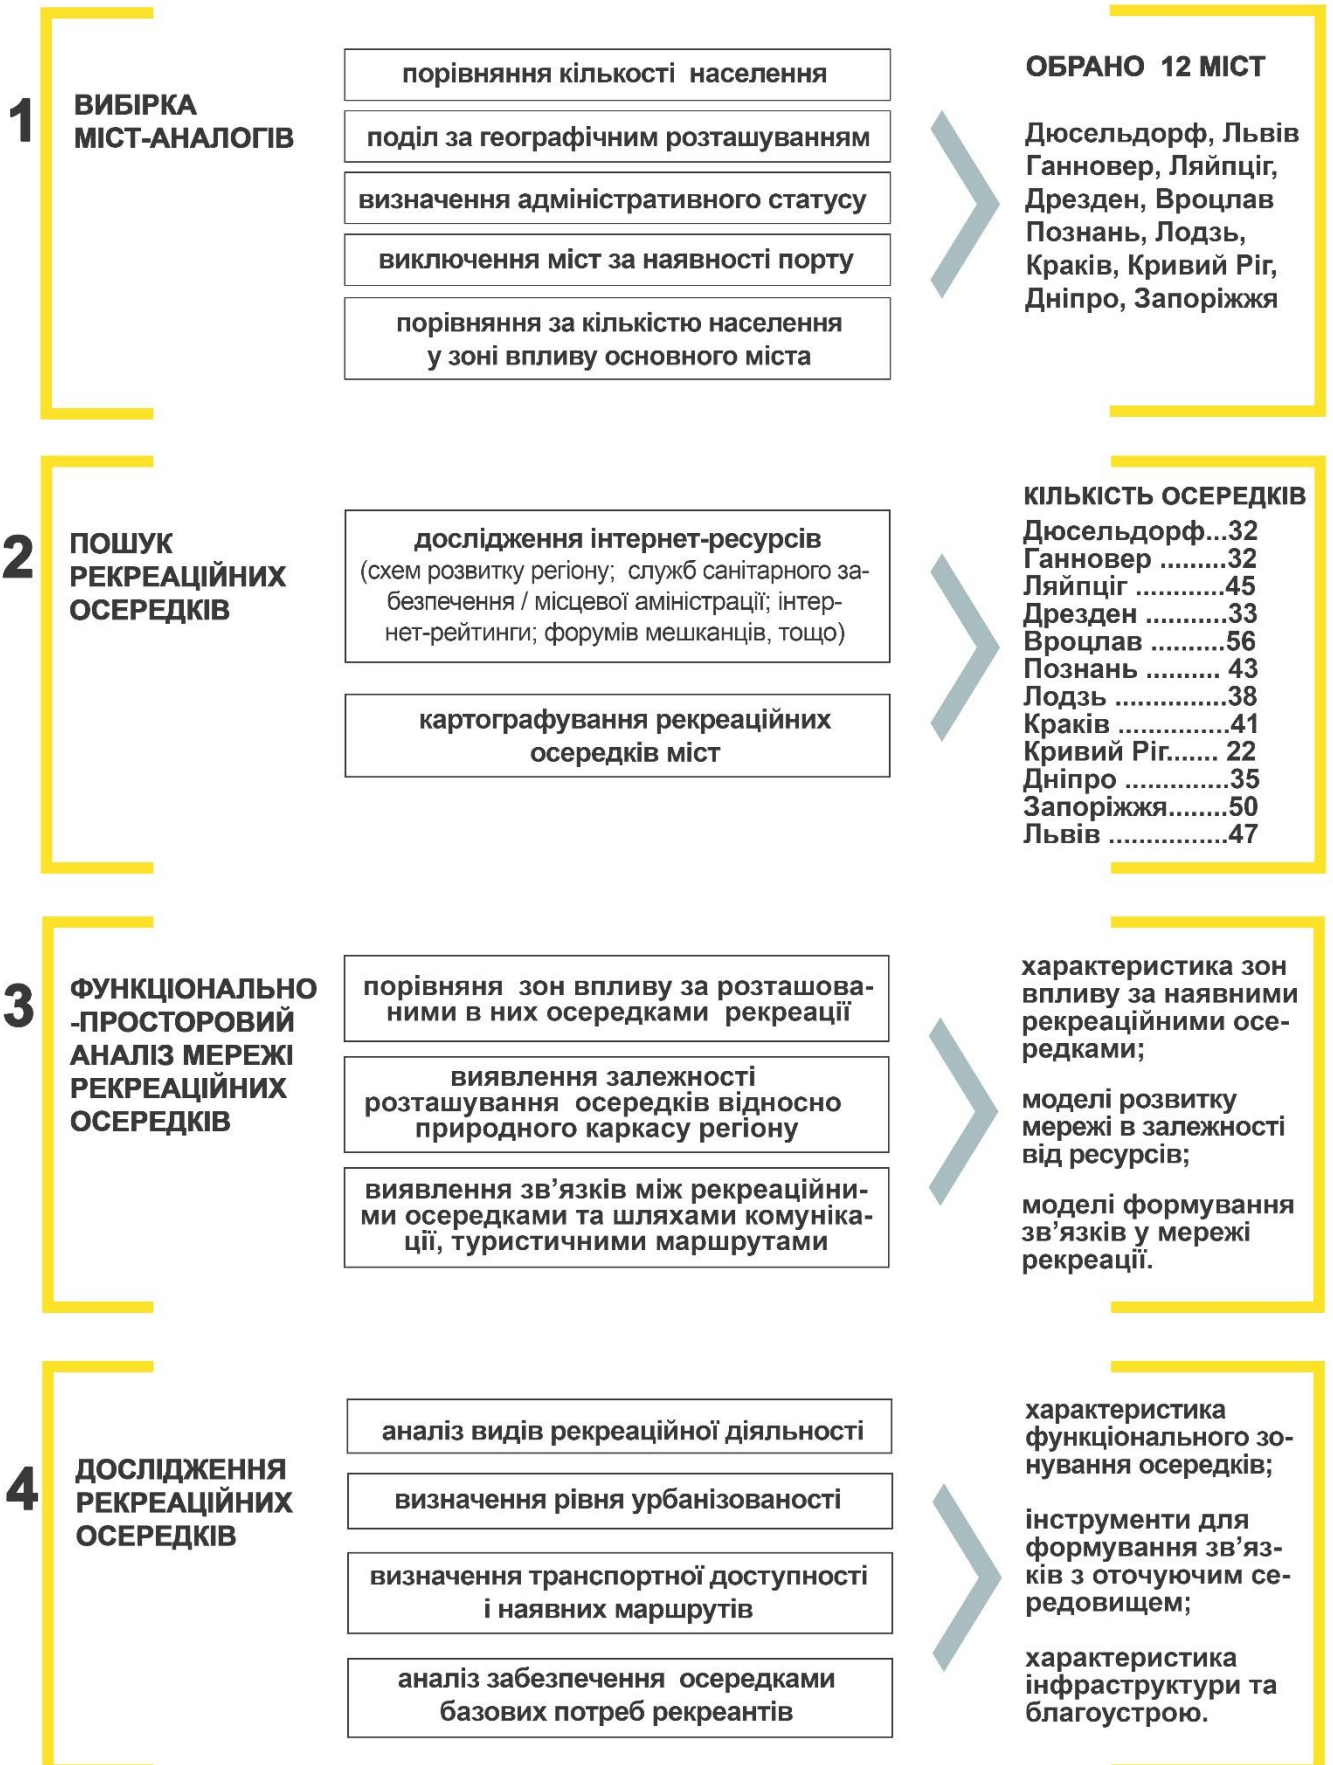 1
ВИБІРКА
МІСТ-АНАЛОГІВ
порівняння кількості населення
поділ за географічним розташуванням
визначення адміністративного статусу
виключення міст за наявності порту
порівняння за кількістю населення
у зоні впливу основного міста
ОБРАНО 12 МІСТ
Дюсельдорф, Львів
Ганновер, Ляйпціг,
Дрезден, Вроцлав
Познань, Лодзь,
Краків, Кривий Ріг,
Дніпро, Запоріжжя
2
ПОШУК
РЕКРЕАЦІЙНИХ
ОСЕРЕДКІВ
дослідження інтернет-ресурсів
(схем розвитку регіону; служб санітарного за-
безпечення / місцевої аміністрації; інтер-
нет-рейтинги; форумів мешканців, тощо)
картографування рекреаційних
осередків міст
КІЛЬКІСТЬ ОСЕРЕДКІВ
Дюсельдорф...32
Ганновер .........32
Ляйпціг ............45
Дрезден ...........33
Вроцлав ..........56
Познань .......... 43
Лодзь ...............38
Краків ...............41
Кривий Ріг....... 22
Дніпро ..............35
Запоріжжя........50
Львів ................47
3
ФУНКЦІОНАЛЬНО
-ПРОСТОРОВИЙ
АНАЛІЗ МЕРЕЖІ
РЕКРЕАЦІЙНИХ
ОСЕРЕДКІВ
порівняня зон впливу за розташова-
ними в них осередками рекреації
виявлення залежності
розташування осередків відносно
природного каркасу регіону
виявлення зв’язків між рекреаційни-
ми осередками та шляхами комуніка-
ції, туристичними маршрутами
характеристика зон
впливу за наявними
рекреаційними осе-
редками;
моделі розвитку
мережі в залежності
від ресурсів;
моделі формування
зв’язків у мережі
рекреації.
4
ДОСЛІДЖЕННЯ
РЕКРЕАЦІЙНИХ
ОСЕРЕДКІВ
аналіз видів рекреаційної діяльності
визначення рівня урбанізованості
визначення транспортної доступності
і наявних маршрутів
аналіз забезпечення осередками
базових потреб рекреантів
характеристика
функціонального зо-
нування осередків;
інструменти для
формування зв’яз-
ків з оточуючим се-
редовищем;
характеристика
інфраструктури та
благоустрою.